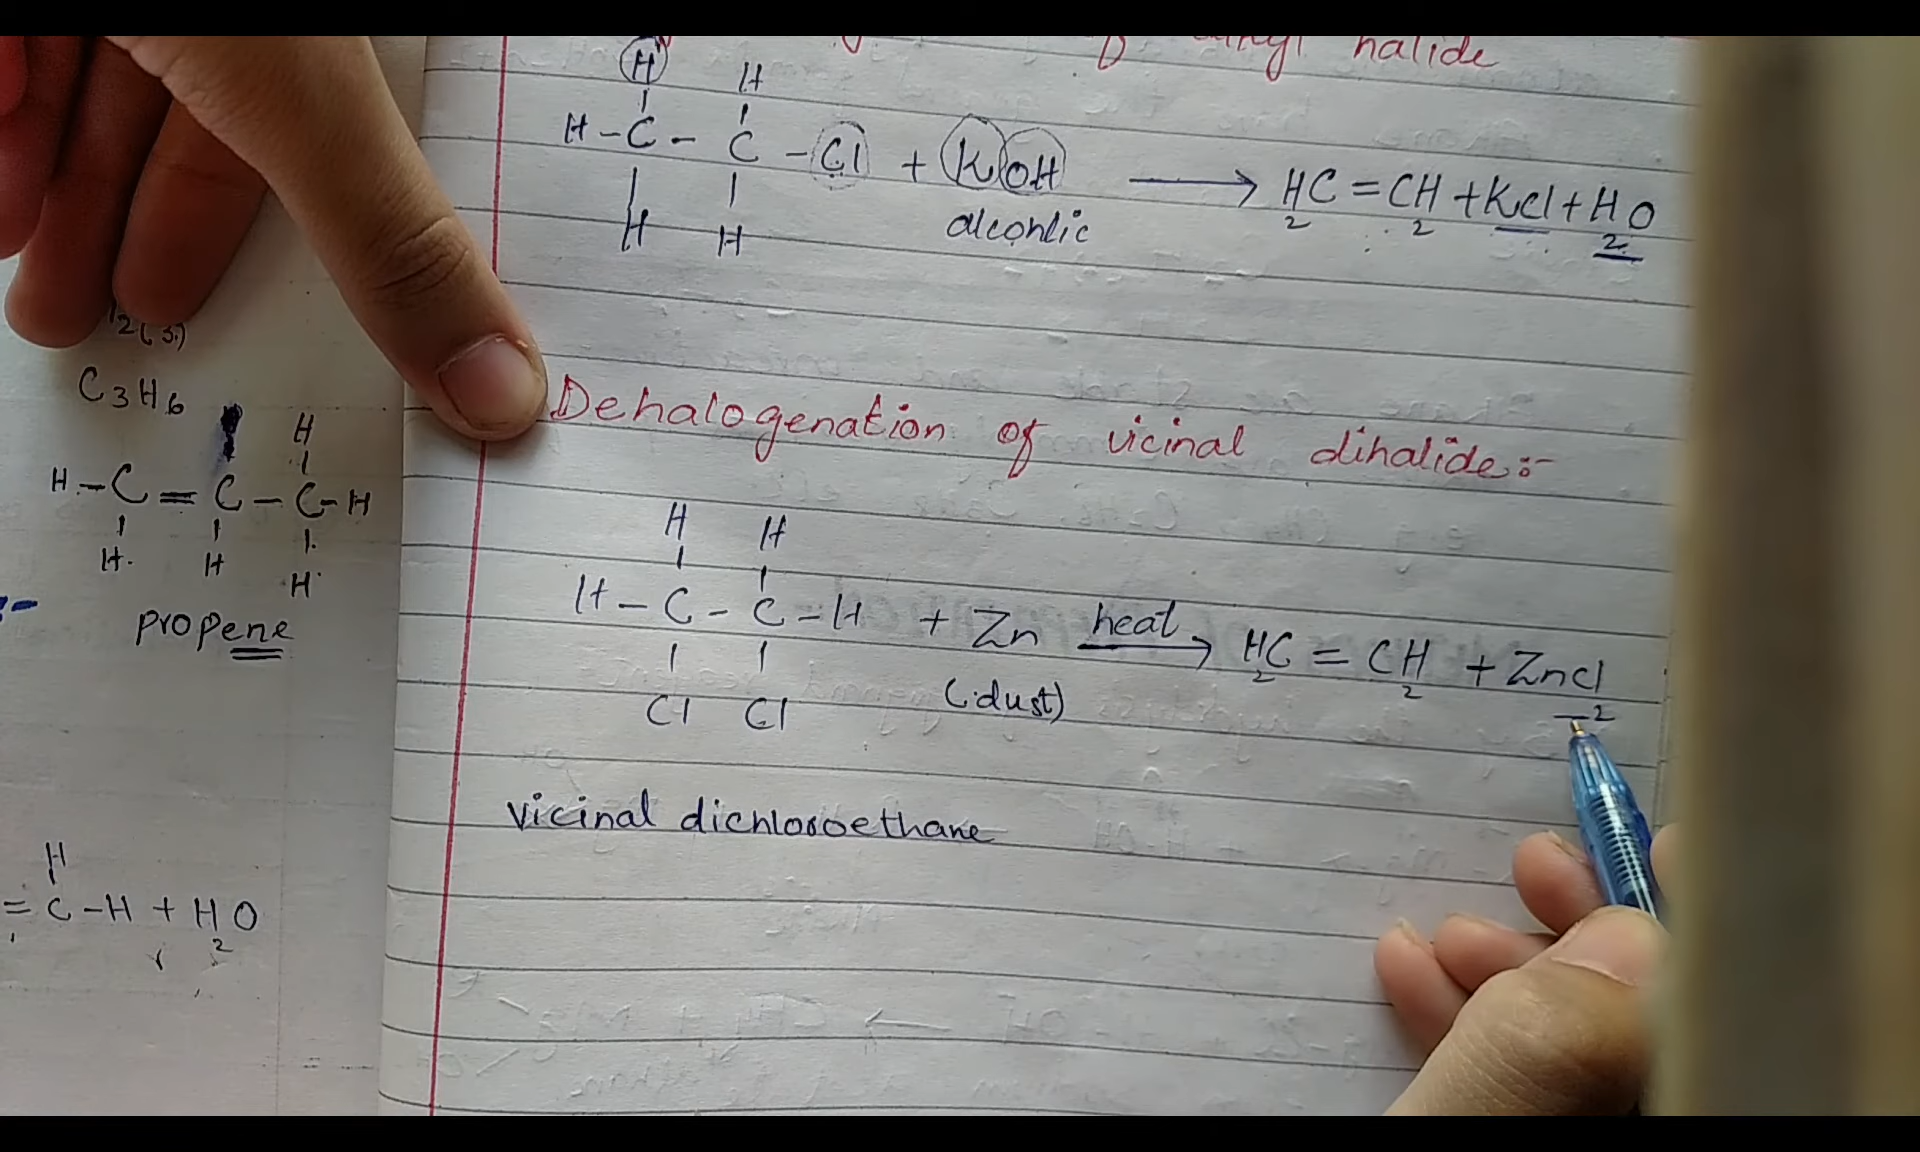 halide
H H
H-C-C-Cl + KOH → H2C=CH2+KCl+H2O
H H
alcohlic
Dehalogenation of vicinal dihalide:-
H H
H-C-C-H + Zn heat → H2C=CH2+ZnCl2
Cl Cl (dust)
vicinal dichloroethane
C3H6
H
H-C=C-C-H
H H H
propene
H
=C-H+H2O